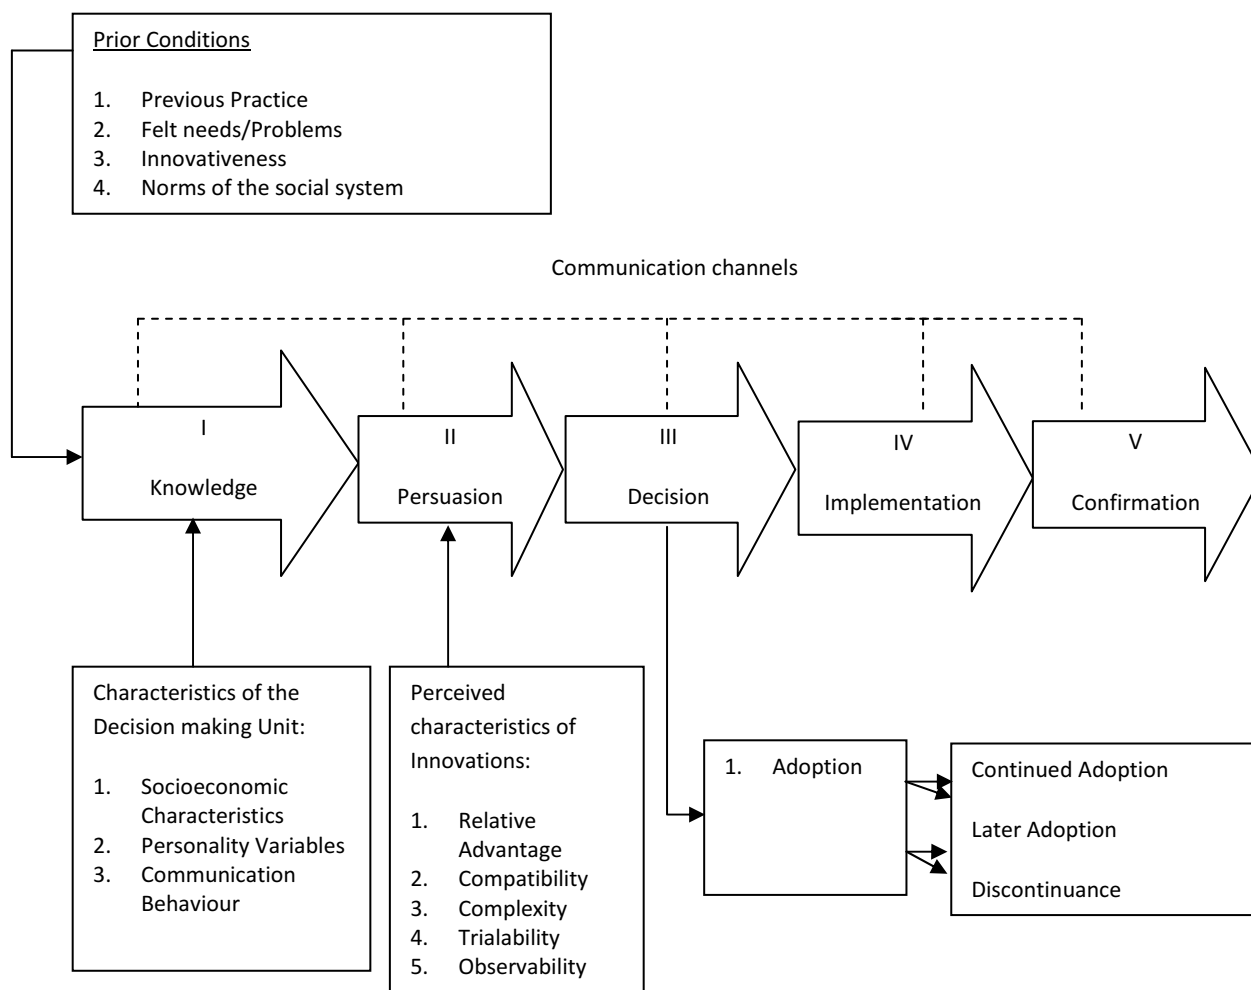 Prior Conditions
1. Previous Practice
2. Felt needs/Problems
3. Innovativeness
4. Norms of the social system
Communication channels
I
Knowledge
II
Persuasion
III
Decision
IV
Implementation
V
Confirmation
Characteristics of the
Decision making Unit:
1. Socioeconomic
Characteristics
2. Personality Variables
3. Communication
Behaviour
Perceived
characteristics of
Innovations:
1. Relative
Advantage
2. Compatibility
3. Complexity
4. Trialability
5. Observability
1. Adoption
Continued Adoption
Later Adoption
Discontinuance